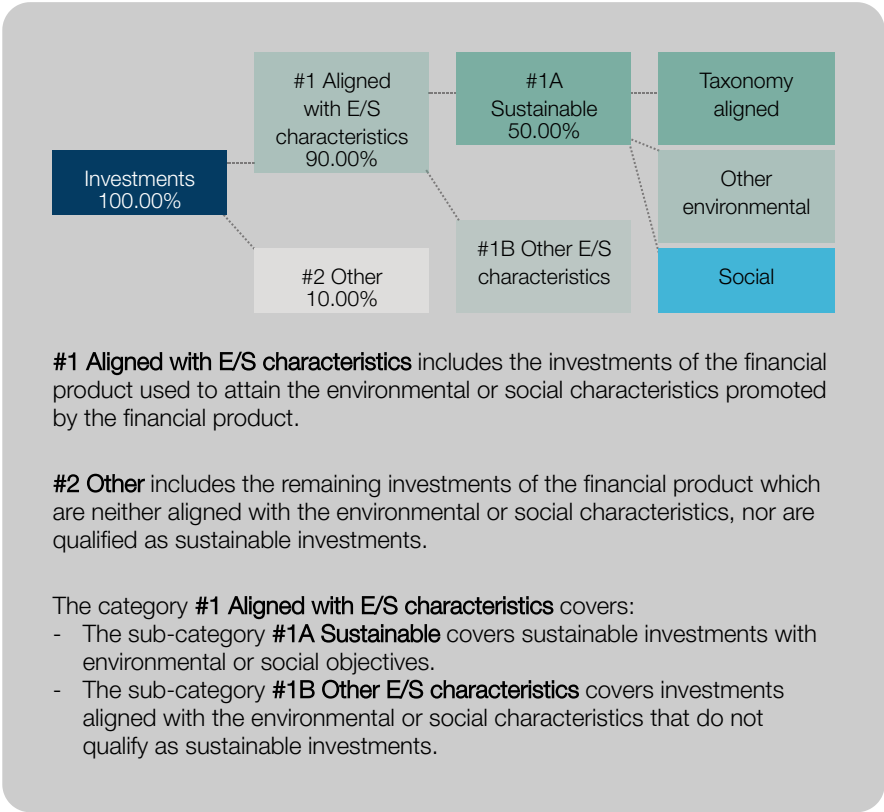 #1 Aligned
with E/S
characteristics
90.00%
#1A
Sustainable
50.00%
Taxonomy
aligned
Investments
100.00%
Other
environmental
#2 Other
10.00%
#1B Other E/S
characteristics
Social
#1 Aligned with E/S characteristics includes the investments of the financial
product used to attain the environmental or social characteristics promoted
by the financial product.
#2 Other includes the remaining investments of the financial product which
are neither aligned with the environmental or social characteristics, nor are
qualified as sustainable investments.
The category #1 Aligned with E/S characteristics covers:
- The sub-category #1A Sustainable covers sustainable investments with
environmental or social objectives.
- The sub-category #1B Other E/S characteristics covers investments
aligned with the environmental or social characteristics that do not
qualify as sustainable investments.